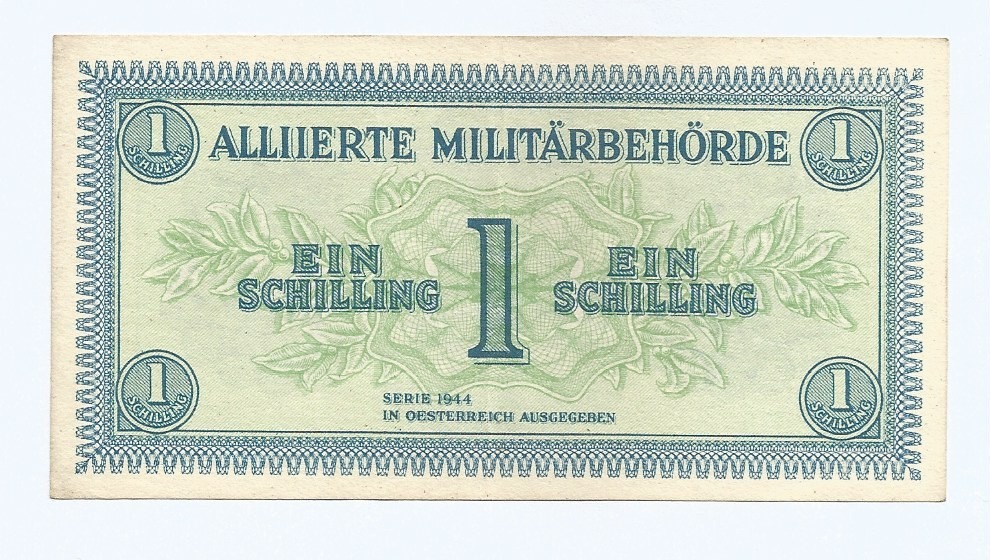 1
SCHILLING
ALLIIERTE MILITÄRBEHÖRDE
1
SCHILLING
EIN
SCHILLING
1
EIN
SCHILLING
1
SCHILLING
SERIE 1944
IN OESTERREICH AUSGEGEBEN
1
SCHILLING